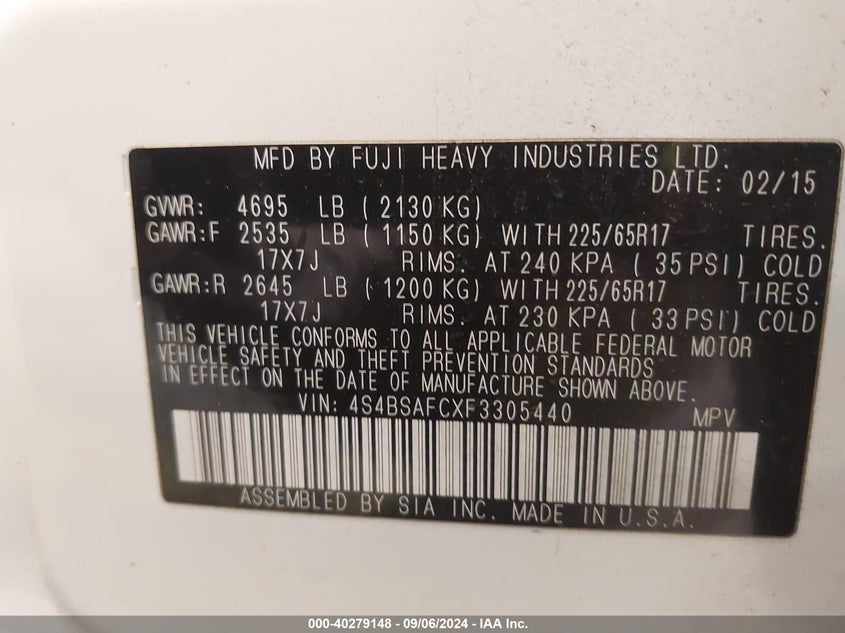 MFD BY FUJI HEAVY INDUSTRIES LTD.
DATE: 02/15
GVWR: 4695 LB (2130 KG)
GAWR:F 2535 LB (1150 KG) WITH 225/65R17 TIRES.
17X7J RIMS. AT 240 KPA (35 PSI) COLD
GAWR:R 2645 LB (1200 KG) WITH 225/65R17 TIRES.
17X7J RIMS. AT 230 KPA (33 PSI) COLD
THIS VEHICLE CONFORMS TO ALL APPLICABLE FEDERAL MOTOR
VEHICLE SAFETY AND THEFT PREVENTION STANDARDS
IN EFFECT ON THE DATE OF MANUFACTURE SHOWN ABOVE.
VIN: 4S4BSAFCXF3305440 MPV
ASSEMBLED BY SIA INC. MADE IN U.S.A.
000-40279148 - 09/06/2024 - IAA Inc.